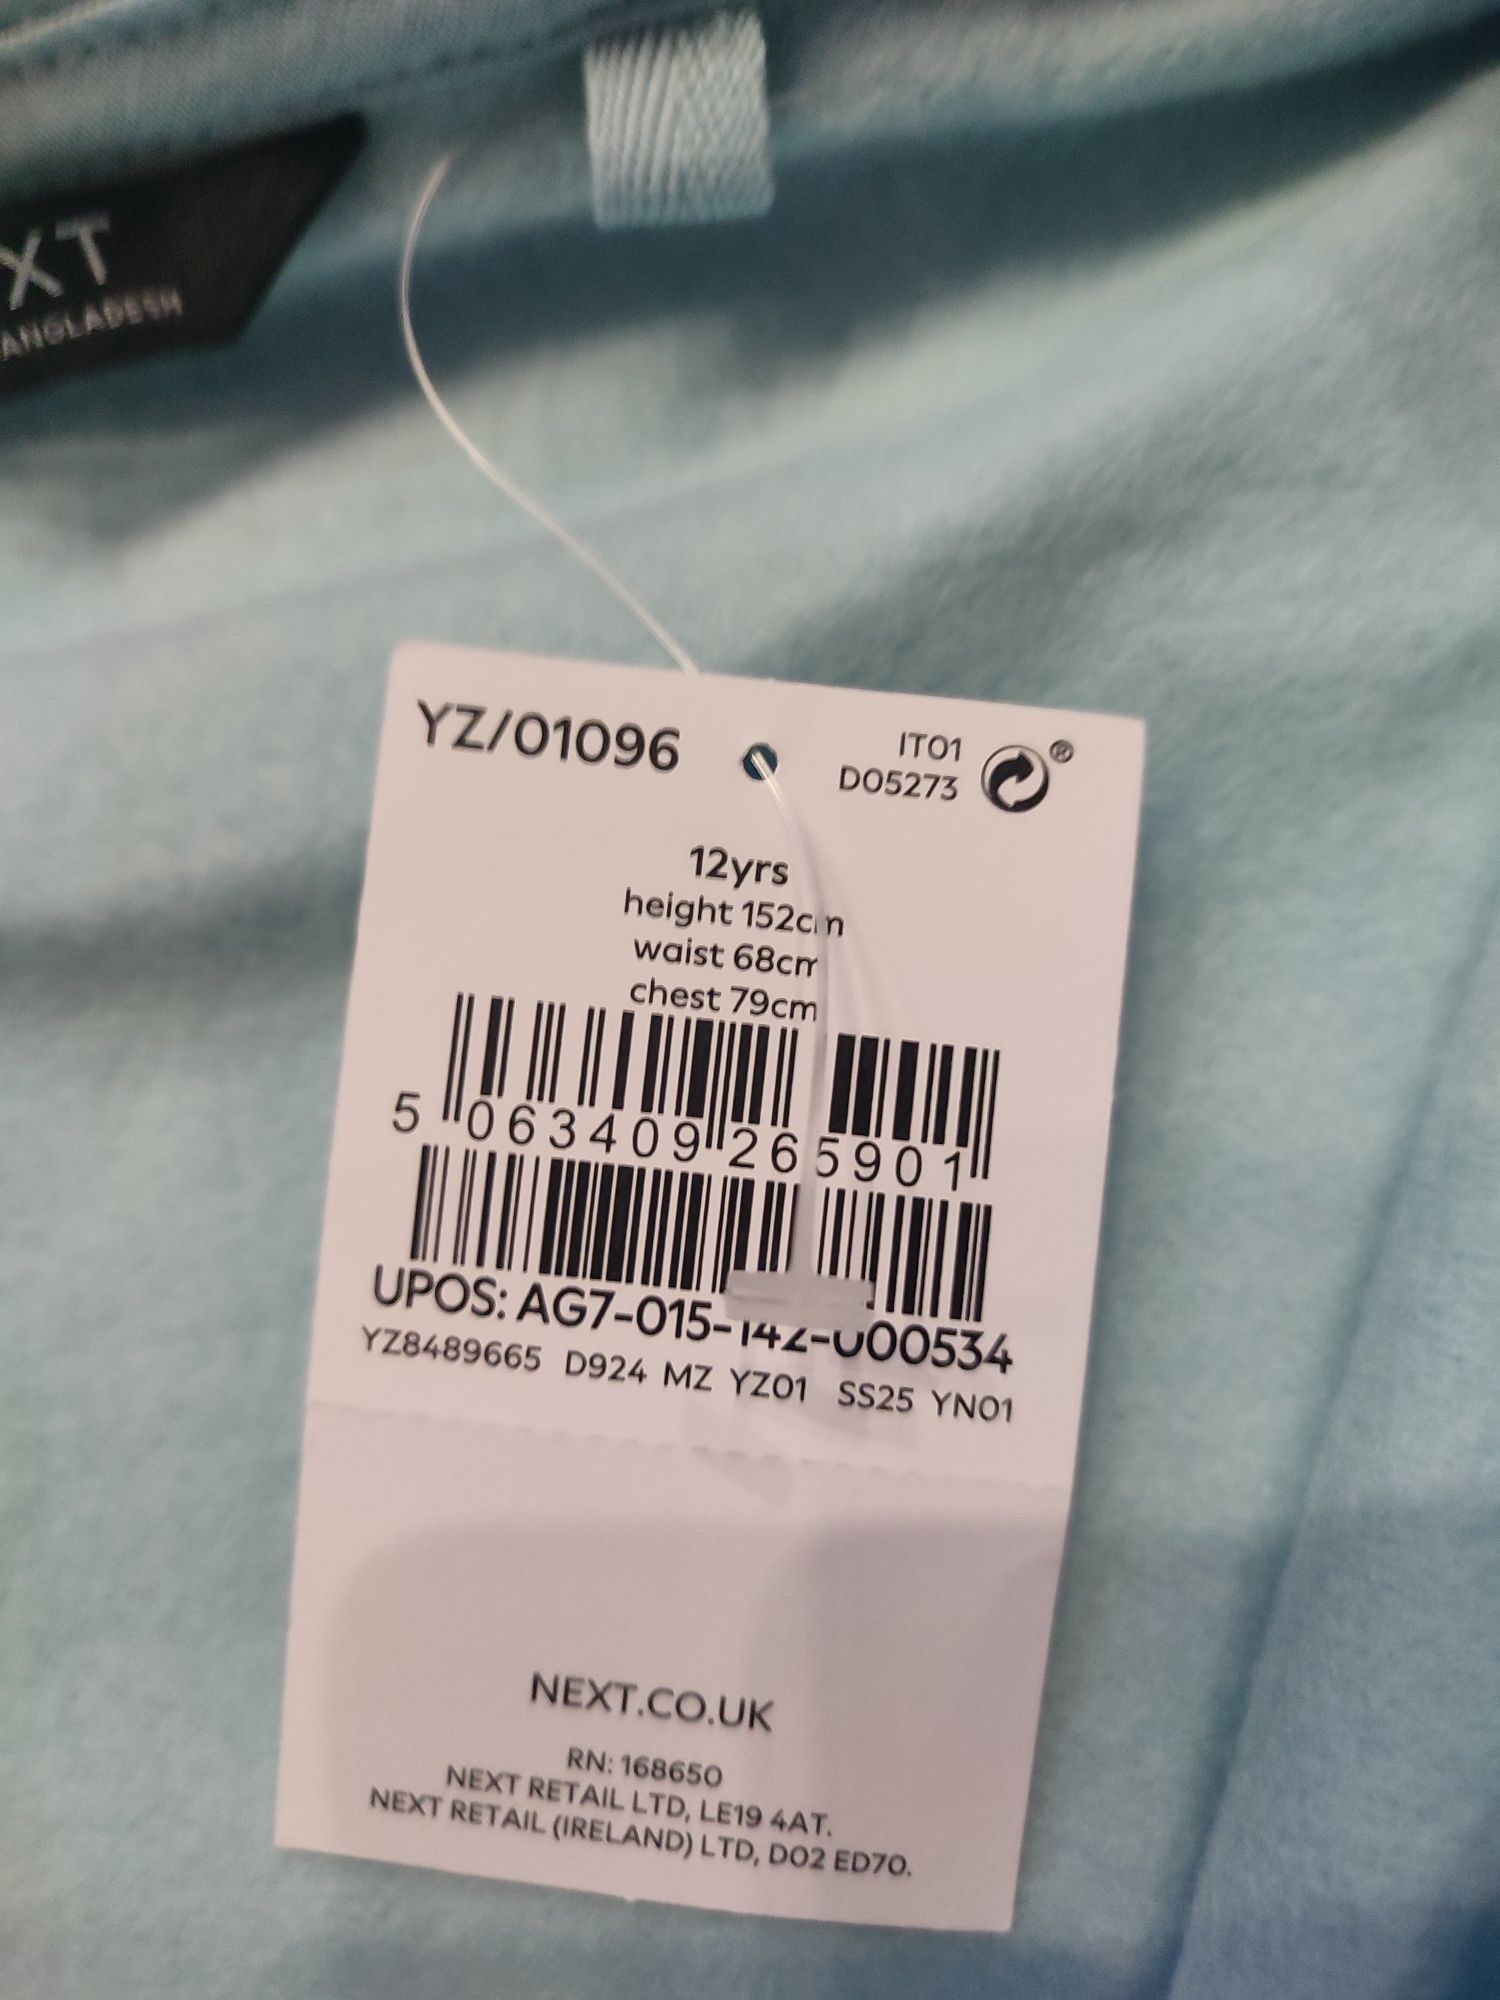 XT
ANGLADESH
YZ/01096
IT01
D05273
®
12yrs
height 152cm
waist 68cm
chest 79cm
5 063409 265901
UPOS: AG7-015-142-000534
YZ8489665 D924 MZ YZ01 SS25 YN01
NEXT.CO.UK
RN: 168650
NEXT RETAIL LTD, LE19 4AT.
NEXT RETAIL (IRELAND) LTD, D02 ED70.